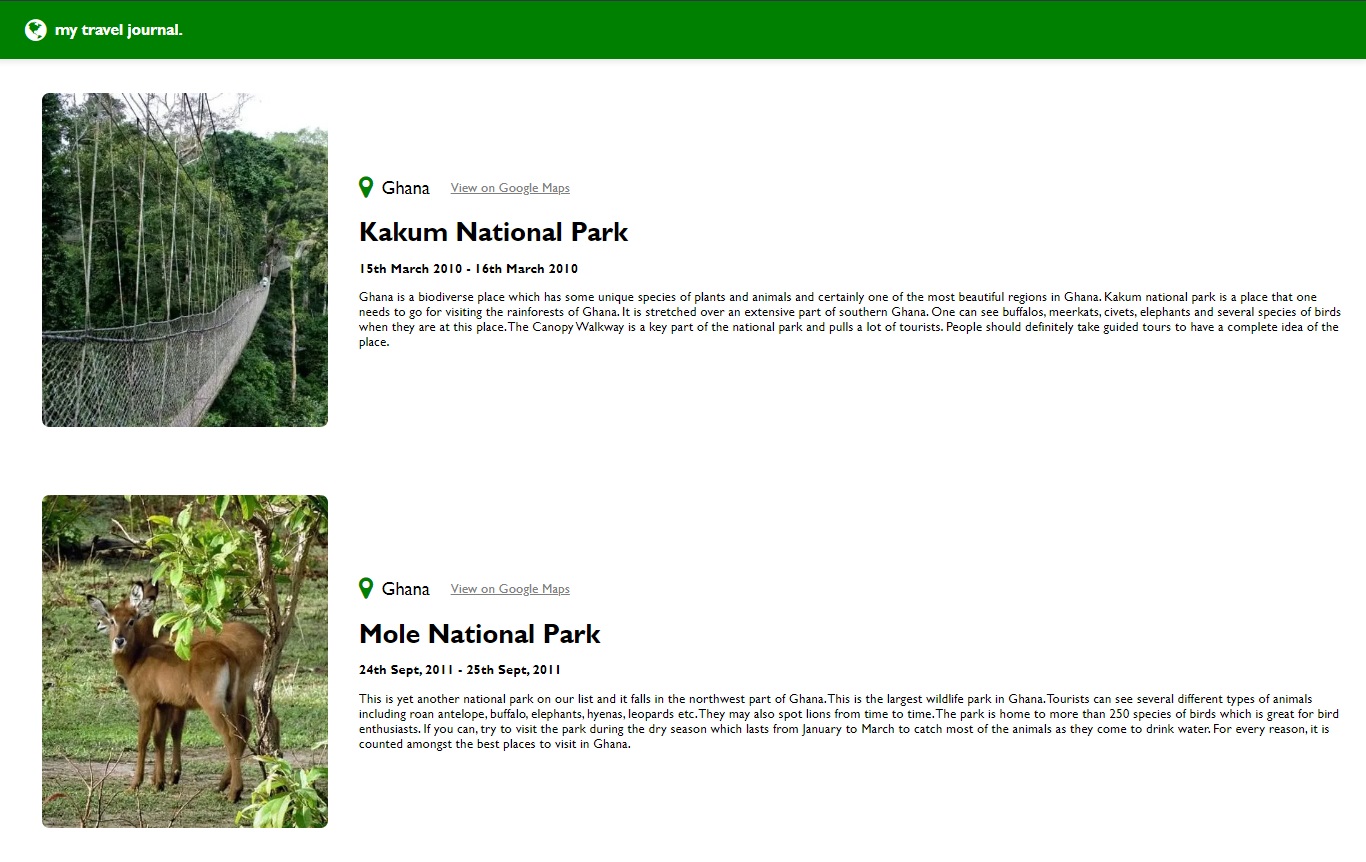 my travel journal.
Ghana View on Google Maps
Kakum National Park
15th March 2010 - 16th March 2010
Ghana is a biodiverse place which has some unique species of plants and animals and certainly one of the most beautiful regions in Ghana. Kakum national park is a place that one
needs to go for visiting the rainforests of Ghana. It is stretched over an extensive part of southern Ghana. One can see buffalos, meerkats, civets, elephants and several species of birds
when they are at this place. The Canopy Walkway is a key part of the national park and pulls a lot of tourists. People should definitely take guided tours to have a complete idea of the
place.
Ghana View on Google Maps
Mole National Park
24th Sept, 2011 - 25th Sept, 2011
This is yet another national park on our list and it falls in the northwest part of Ghana. This is the largest wildlife park in Ghana. Tourists can see several different types of animals
including roan antelope, buffalo, elephants, hyenas, leopards etc. They may also spot lions from time to time. The park is home to more than 250 species of birds which is great for bird
enthusiasts. If you can, try to visit the park during the dry season which lasts from January to March to catch most of the animals as they come to drink water. For every reason, it is
counted amongst the best places to visit in Ghana.